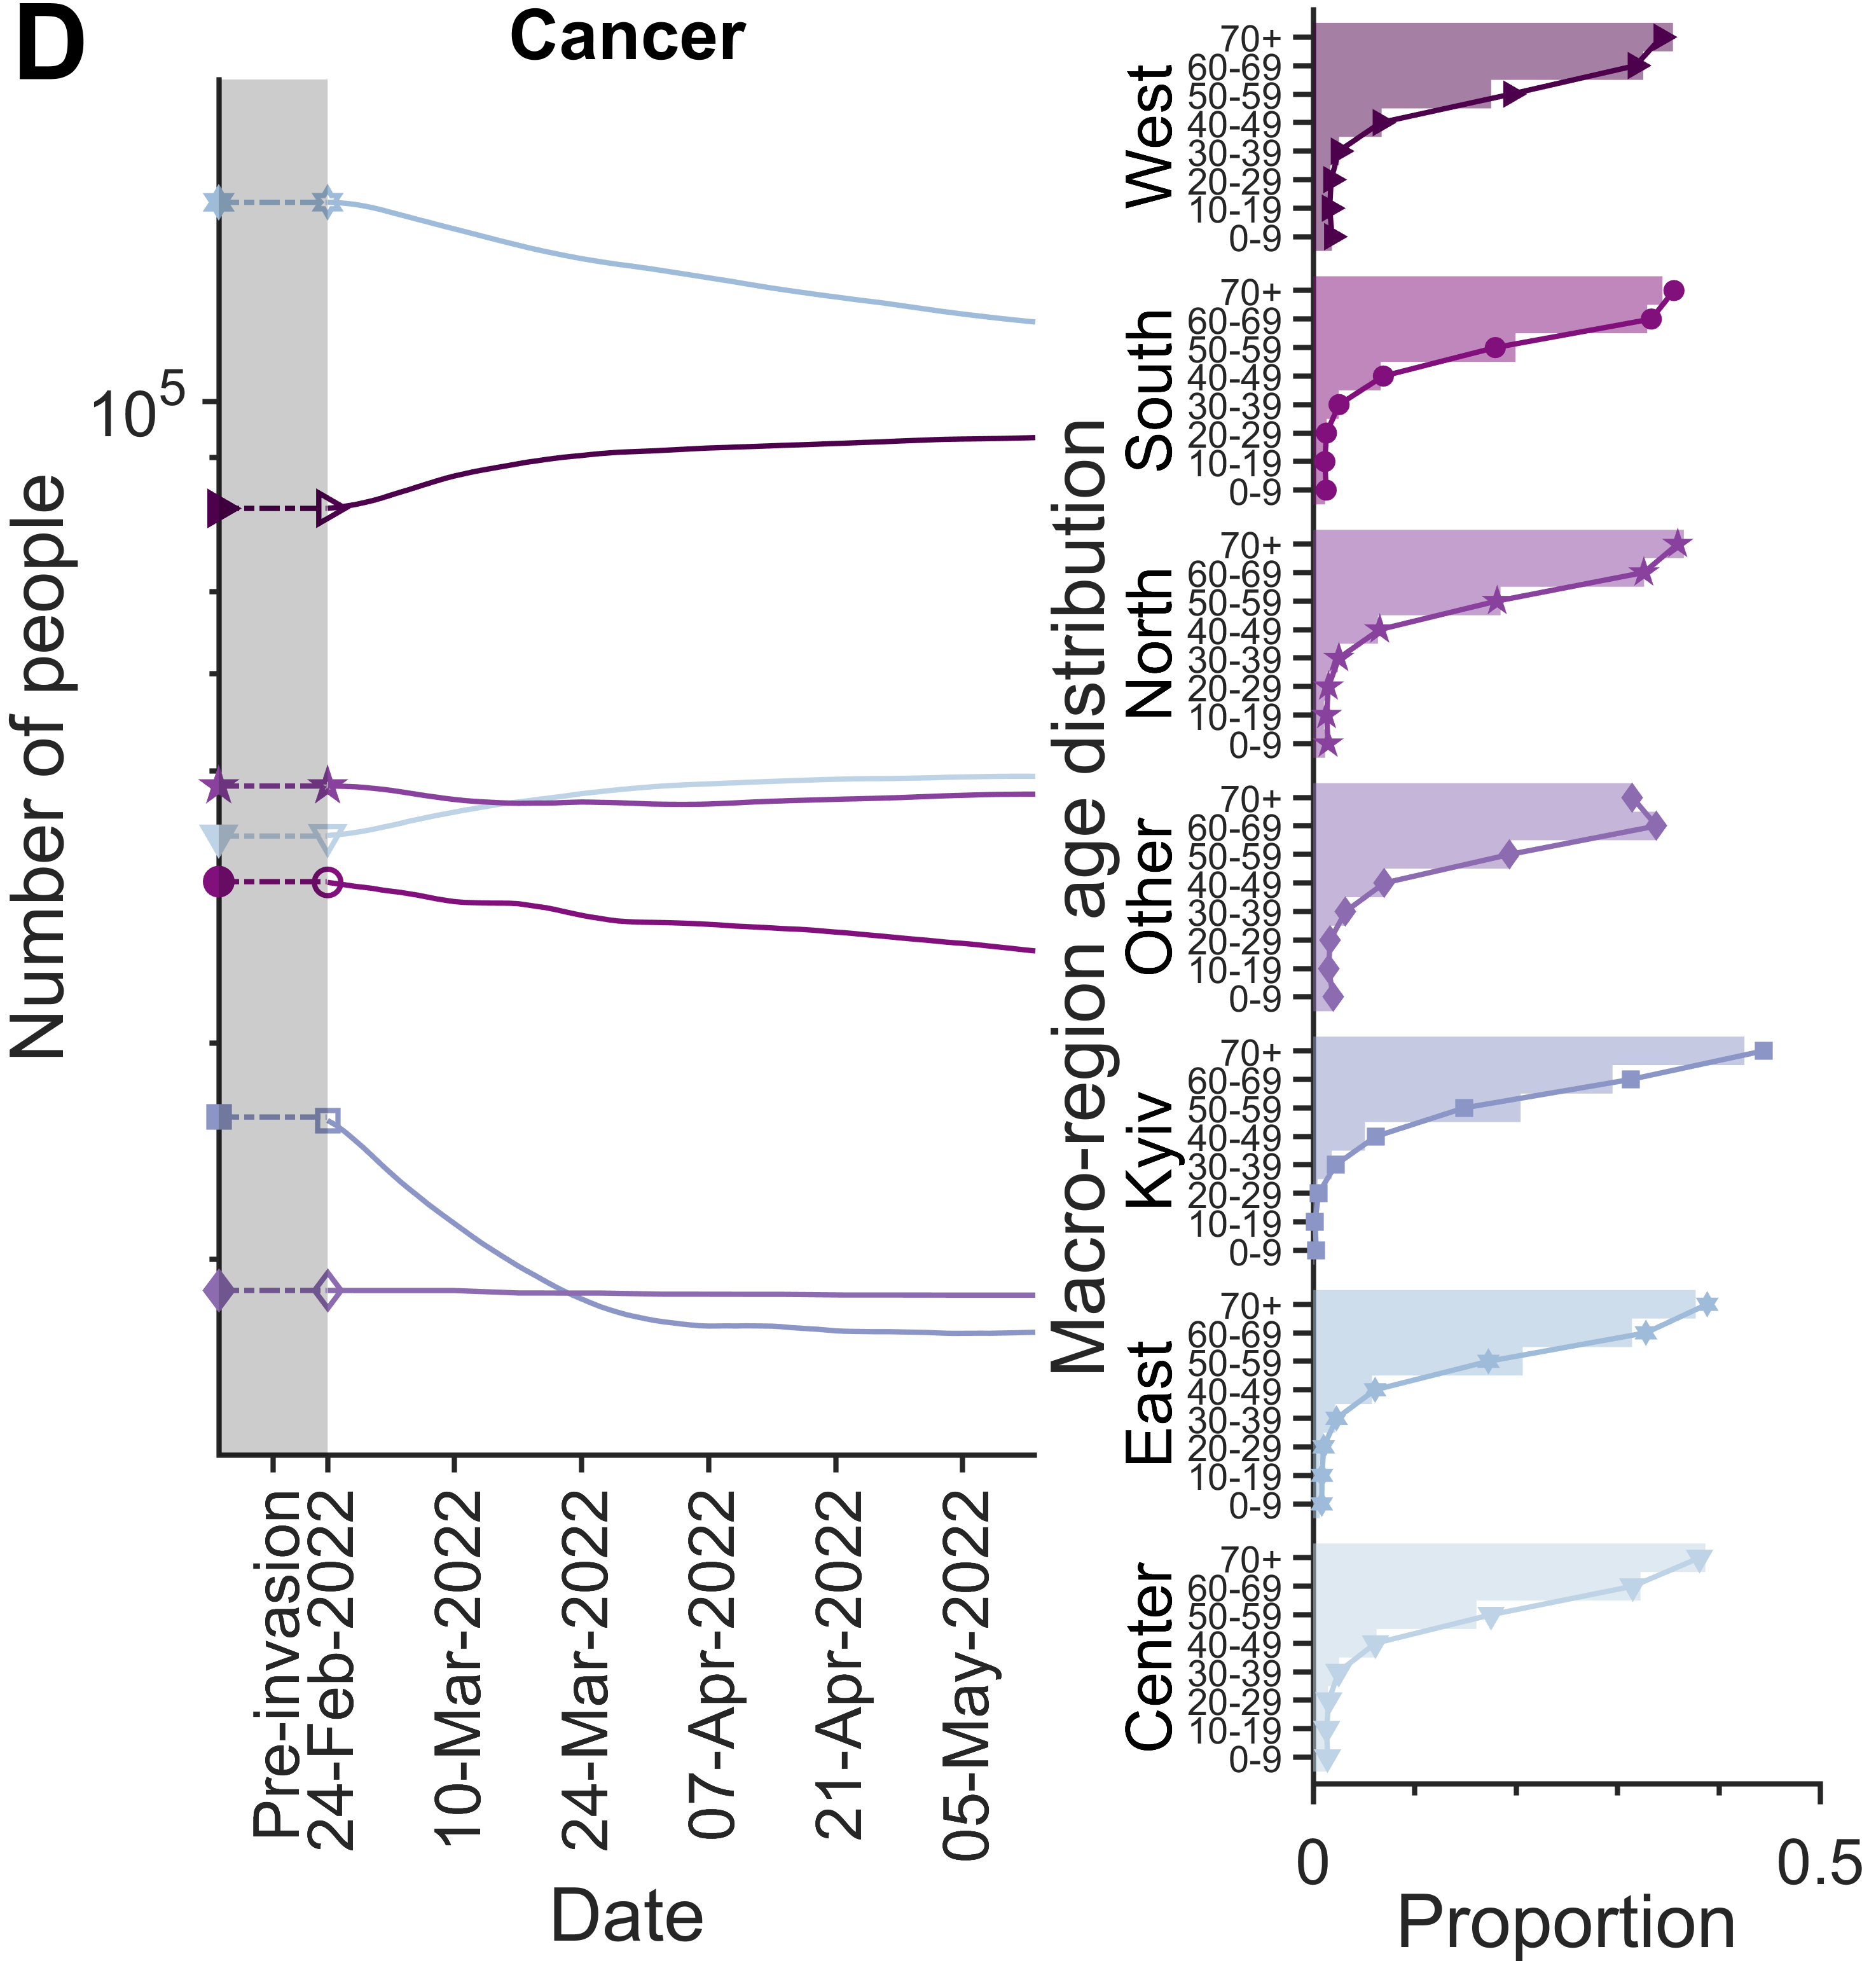 D
Cancer
Number of people
10^5
Pre-invasion
24-Feb-2022
10-Mar-2022
24-Mar-2022
07-Apr-2022
21-Apr-2022
05-May-2022
Date
Macro-region age distribution
West
70+
60-69
50-59
40-49
30-39
20-29
10-19
0-9
South
70+
60-69
50-59
40-49
30-39
20-29
10-19
0-9
North
70+
60-69
50-59
40-49
30-39
20-29
10-19
0-9
Other
70+
60-69
50-59
40-49
30-39
20-29
10-19
0-9
Kyiv
70+
60-69
50-59
40-49
30-39
20-29
10-19
0-9
East
70+
60-69
50-59
40-49
30-39
20-29
10-19
0-9
Center
70+
60-69
50-59
40-49
30-39
20-29
10-19
0-9
0
0.5
Proportion